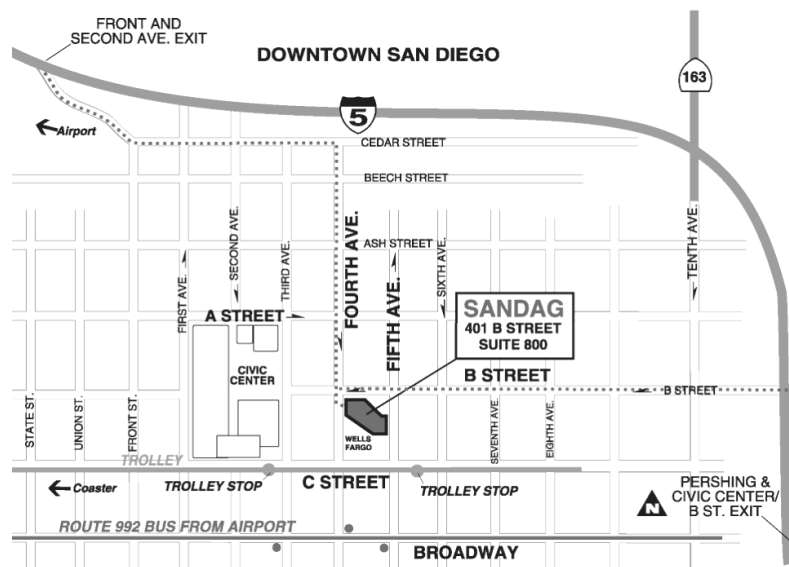 FRONT AND
SECOND AVE. EXIT
DOWNTOWN SAN DIEGO
163
5
Airport
CEDAR STREET
BEECH STREET
FIRST AVE.
SECOND AVE.
THIRD AVE.
FOURTH AVE.
ASH STREET
FIFTH AVE.
SIXTH AVE.
TENTH AVE.
A STREET
SANDAG
401 B STREET
SUITE 800
CIVIC
CENTER
B STREET
B STREET
STATE ST.
UNION ST.
FRONT ST.
WELLS
FARGO
SEVENTH AVE.
EIGHTH AVE.
TROLLEY
TROLLEY STOP
C STREET
TROLLEY STOP
Coaster
PERSHING &
CIVIC CENTER/
B ST. EXIT
N
ROUTE 992 BUS FROM AIRPORT
BROADWAY